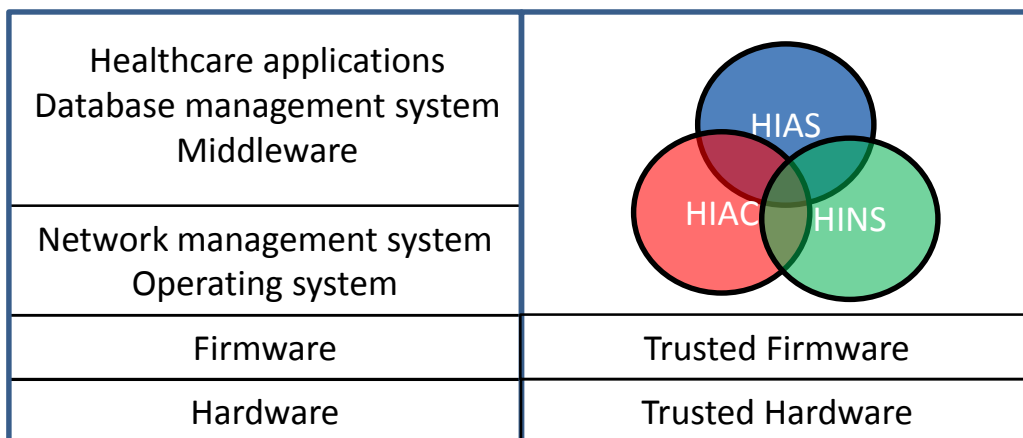 Healthcare applications
Database management system
Middleware
HIAS
HIAC
HINS
Network management system
Operating system
Firmware
Trusted Firmware
Hardware
Trusted Hardware